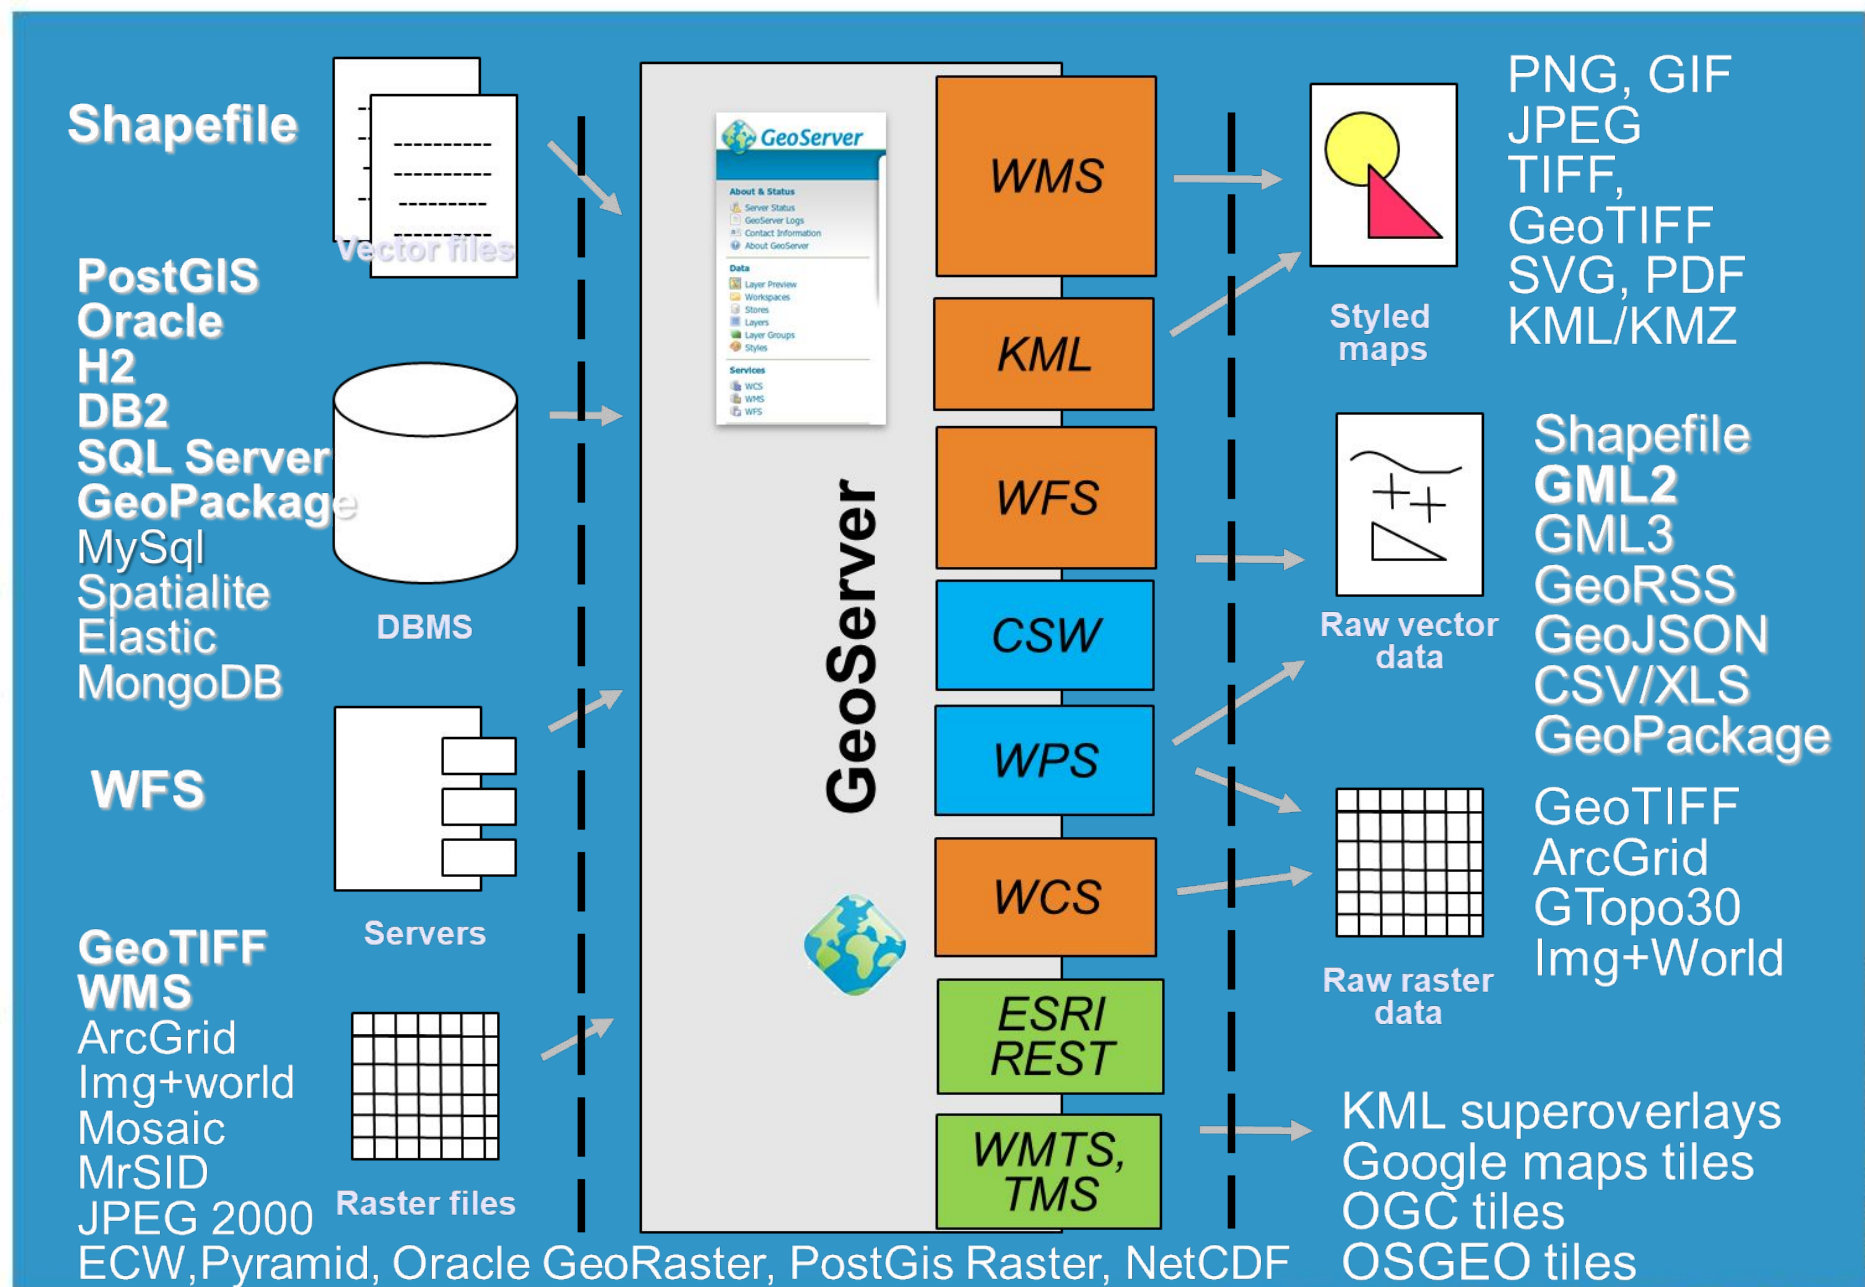 Shapefile
Vector files
PostGIS
Oracle
H2
DB2
SQL Server
GeoPackage
MySql
Spatialite
Elastic
MongoDB
DBMS
WFS
Servers
GeoTIFF
WMS
ArcGrid
Img+world
Mosaic
MrSID
JPEG 2000
Raster files
ECW,Pyramid, Oracle GeoRaster, PostGis Raster, NetCDF
GeoServer
About & Status
Server Status
GeoServer Logs
Contact Information
About GeoServer
Data
Layer Preview
Workspaces
Stores
Layers
Layer Groups
Styles
Services
WCS
WMS
WFS
GeoServer
WMS
KML
WFS
CSW
WPS
WCS
ESRI
REST
WMTS,
TMS
Styled
maps
PNG, GIF
JPEG
TIFF,
GeoTIFF
SVG, PDF
KML/KMZ
Raw vector
data
Shapefile
GML2
GML3
GeoRSS
GeoJSON
CSV/XLS
GeoPackage
Raw raster
data
GeoTIFF
ArcGrid
GTopo30
Img+World
KML superoverlays
Google maps tiles
OGC tiles
OSGEO tiles